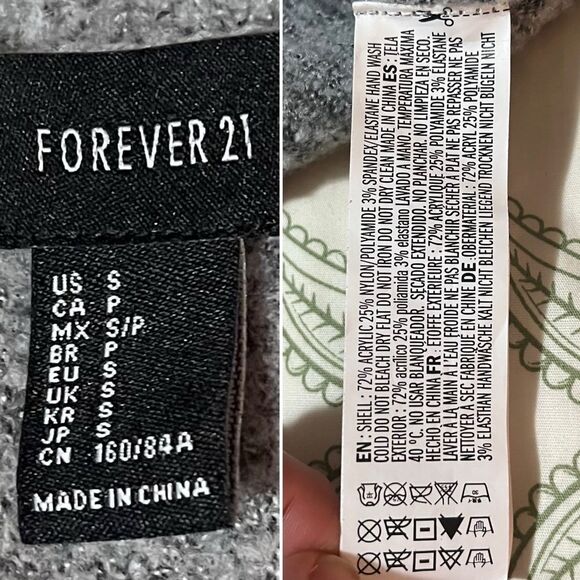 FOREVER 21
US S
CA P
MX S/P
BR P
EU S
UK S
KR S
JP S
CN 160/84A
MADE IN CHINA
EN : SHELL : 72% ACRYLIC 25% NYLON/POLYAMIDE 3% SPANDEX/ELASTANE HAND WASH
COLD DO NOT BLEACH DRY FLAT DO NOT IRON DO NOT DRY CLEAN MADE IN CHINA ES : TELA
EXTERIOR : 72% acrílico 25% poliamida 3% elastano LAVADO A MANO. TEMPERATURA MÁXIMA
40 °C. NO USAR BLANQUEADOR. SECADO EXTENDIDO. NO PLANCHAR. NO LIMPIEZA EN SECO.
HECHO EN CHINA FR : ETOFFE EXTERIEURE : 72% ACRYLIQUE 25% POLYAMIDE 3% ELASTANE
LAVER À LA MAIN A L'EAU FROIDE NE PAS BLANCHIR SÉCHER À PLAT NE PAS REPASSER NE PAS
NETTOYER À SEC FABRIQUÉ EN CHINE DE .OBERMATERIAL : 72% ACRYL 25% POLYAMIDE
3% ELASTHAN HANDWÄSCHE KALT NICHT BLEICHEN LIEGEND TROCKNEN NICHT BÜGELN NICHT